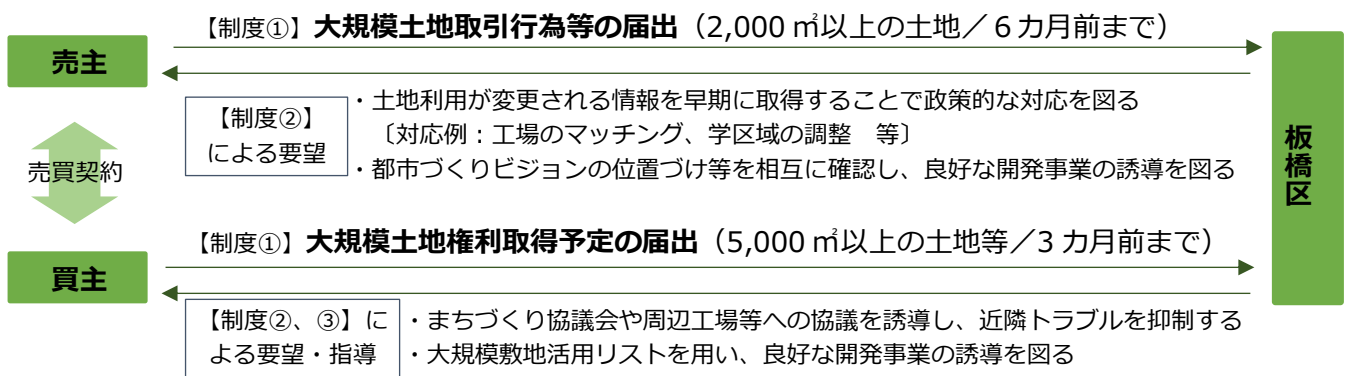 【制度①】大規模土地取引行為等の届出（2,000 ㎡以上の土地／６カ月前まで）
売主
【制度②】
による要望
・土地利用が変更される情報を早期に取得することで政策的な対応を図る
〔対応例：工場のマッチング、学区域の調整　等〕
・都市づくりビジョンの位置づけ等を相互に確認し、良好な開発事業の誘導を図る
売買契約
板橋区
【制度①】大規模土地権利取得予定の届出（5,000 ㎡以上の土地等／3 カ月前まで）
買主
【制度②、③】に
よる要望・指導
・まちづくり協議会や周辺工場等への協議を誘導し、近隣トラブルを抑制する
・大規模敷地活用リストを用い、良好な開発事業の誘導を図る